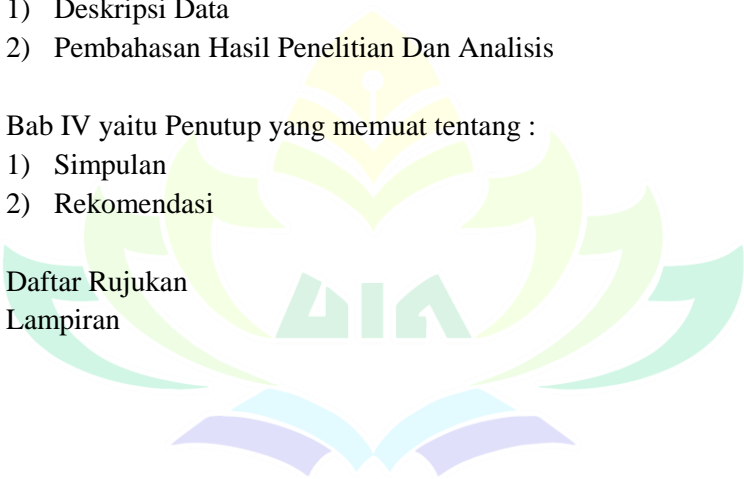 1) Deskripsi Data
2) Pembahasan Hasil Penelitian Dan Analisis
Bab IV yaitu Penutup yang memuat tentang :
1) Simpulan
2) Rekomendasi
Daftar Rujukan
Lampiran
UIN